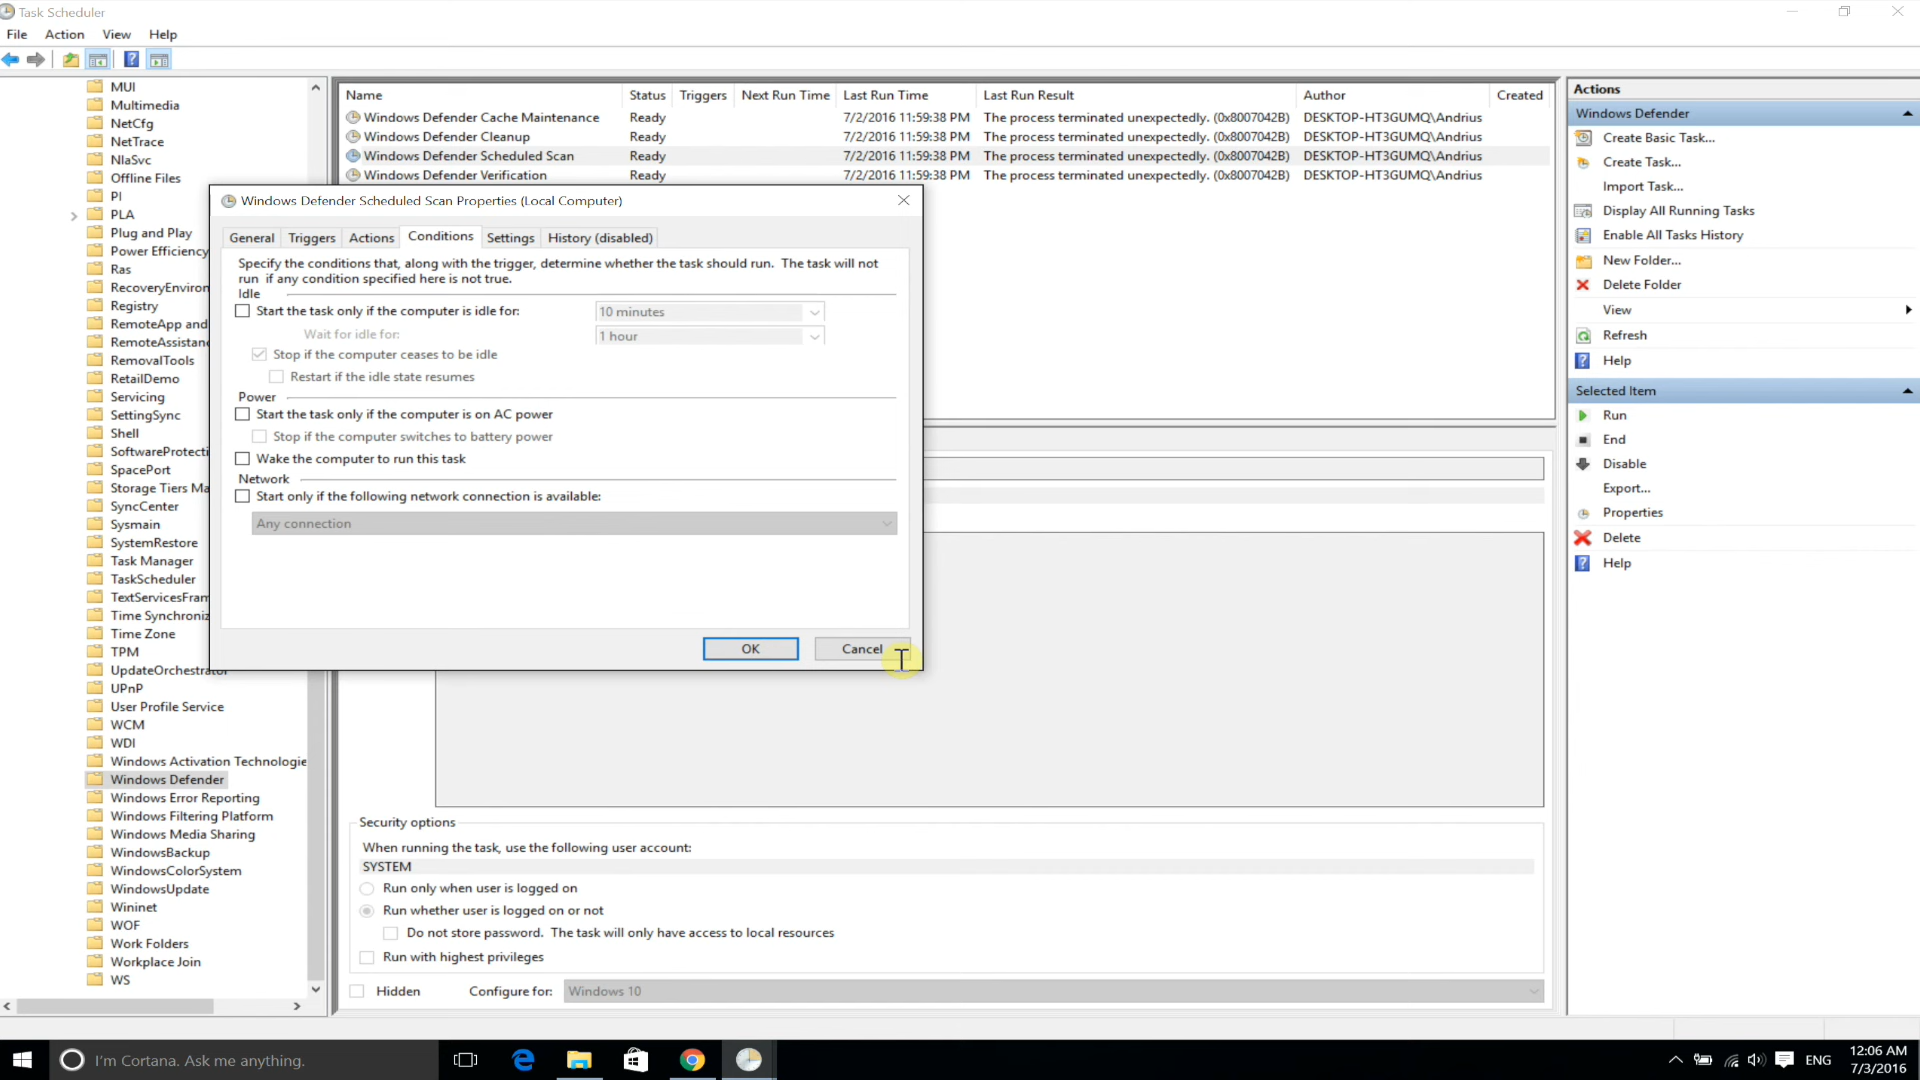 Task Scheduler
File Action View Help
MUI
Multimedia
NetCfg
NetTrace
NlaSvc
Offline Files
PI
PLA
Plug and Play
Power Efficiency
Ras
RecoveryEnviron
Registry
RemoteApp and
RemoteAssistanc
RemovalTools
RetailDemo
Servicing
SettingSync
Shell
SoftwareProtecti
SpacePort
Storage Tiers Ma
SyncCenter
Sysmain
SystemRestore
Task Manager
TaskScheduler
TextServicesFram
Time Synchroniz
Time Zone
TPM
UpdateOrchestrator
UPnP
User Profile Service
WCM
WDI
Windows Activation Technologie
Windows Defender
Windows Error Reporting
Windows Filtering Platform
Windows Media Sharing
WindowsBackup
WindowsColorSystem
WindowsUpdate
Wininet
WOF
Work Folders
Workplace Join
WS
Name Status Triggers Next Run Time Last Run Time Last Run Result Author Created
Windows Defender Cache Maintenance Ready 7/2/2016 11:59:38 PM The process terminated unexpectedly. (0x8007042B) DESKTOP-HT3GUMQ\Andrius
Windows Defender Cleanup Ready 7/2/2016 11:59:38 PM The process terminated unexpectedly. (0x8007042B) DESKTOP-HT3GUMQ\Andrius
Windows Defender Scheduled Scan Ready 7/2/2016 11:59:38 PM The process terminated unexpectedly. (0x8007042B) DESKTOP-HT3GUMQ\Andrius
Windows Defender Verification Ready 7/2/2016 11:59:38 PM The process terminated unexpectedly. (0x8007042B) DESKTOP-HT3GUMQ\Andrius
Windows Defender Scheduled Scan Properties (Local Computer)
General Triggers Actions Conditions Settings History (disabled)
Specify the conditions that, along with the trigger, determine whether the task should run. The task will not
run if any condition specified here is not true.
Idle
Start the task only if the computer is idle for: 10 minutes
Wait for idle for: 1 hour
Stop if the computer ceases to be idle
Restart if the idle state resumes
Power
Start the task only if the computer is on AC power
Stop if the computer switches to battery power
Wake the computer to run this task
Network
Start only if the following network connection is available:
Any connection
OK Cancel
Security options
When running the task, use the following user account:
SYSTEM
Run only when user is logged on
Run whether user is logged on or not
Do not store password. The task will only have access to local resources
Run with highest privileges
Hidden Configure for: Windows 10
Actions
Windows Defender
Create Basic Task...
Create Task...
Import Task...
Display All Running Tasks
Enable All Tasks History
New Folder...
Delete Folder
View
Refresh
Help
Selected Item
Run
End
Disable
Export...
Properties
Delete
Help
I'm Cortana. Ask me anything.
ENG
12:06 AM
7/3/2016